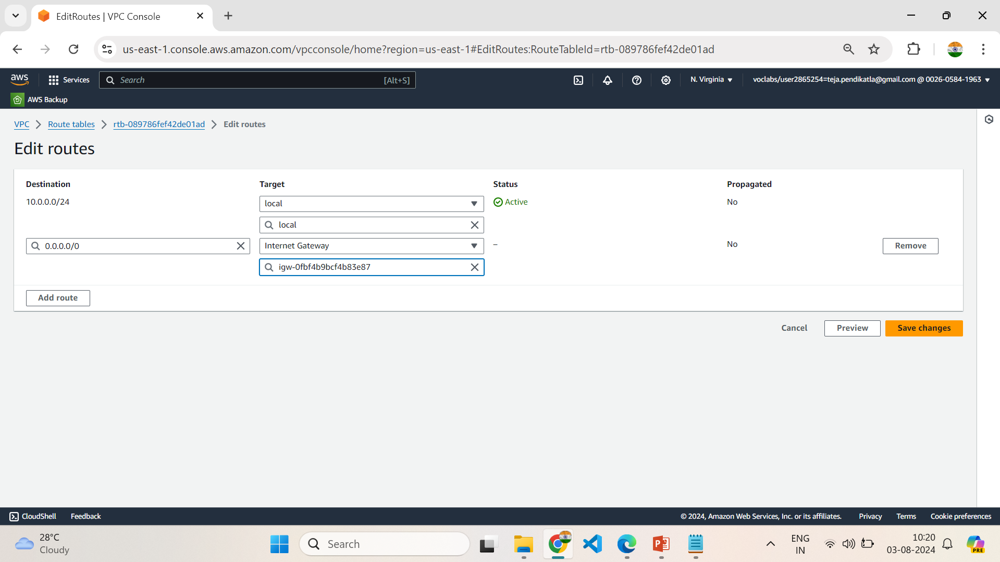 EditRoutes | VPC Console
us-east-1.console.aws.amazon.com/vpcconsole/home?region=us-east-1#EditRoutes:RouteTableId=rtb-089786fef42de01ad
aws
Services
Search
[Alt+S]
N. Virginia
voclabs/user2865254=teja.pendikatla@gmail.com @ 0026-0584-1963
AWS Backup
VPC
Route tables
rtb-089786fef42de01ad
Edit routes
Edit routes
Destination
Target
Status
Propagated
10.0.0.0/24
local
Active
No
local
0.0.0.0/0
Internet Gateway
–
No
Remove
igw-0fbf4b9bcf4b83e87
Add route
Cancel
Preview
Save changes
CloudShell
Feedback
© 2024, Amazon Web Services, Inc. or its affiliates.
Privacy
Terms
Cookie preferences
28°C
Cloudy
Search
ENG
IN
10:20
03-08-2024
PRE